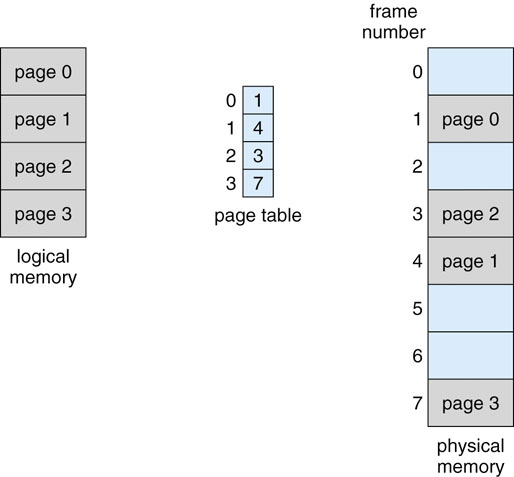 frame
number
page 0
page 1
page 2
page 3
logical
memory
0 1
1 4
2 3
3 7
page table
0
1 page 0
2
3 page 2
4 page 1
5
6
7 page 3
physical
memory